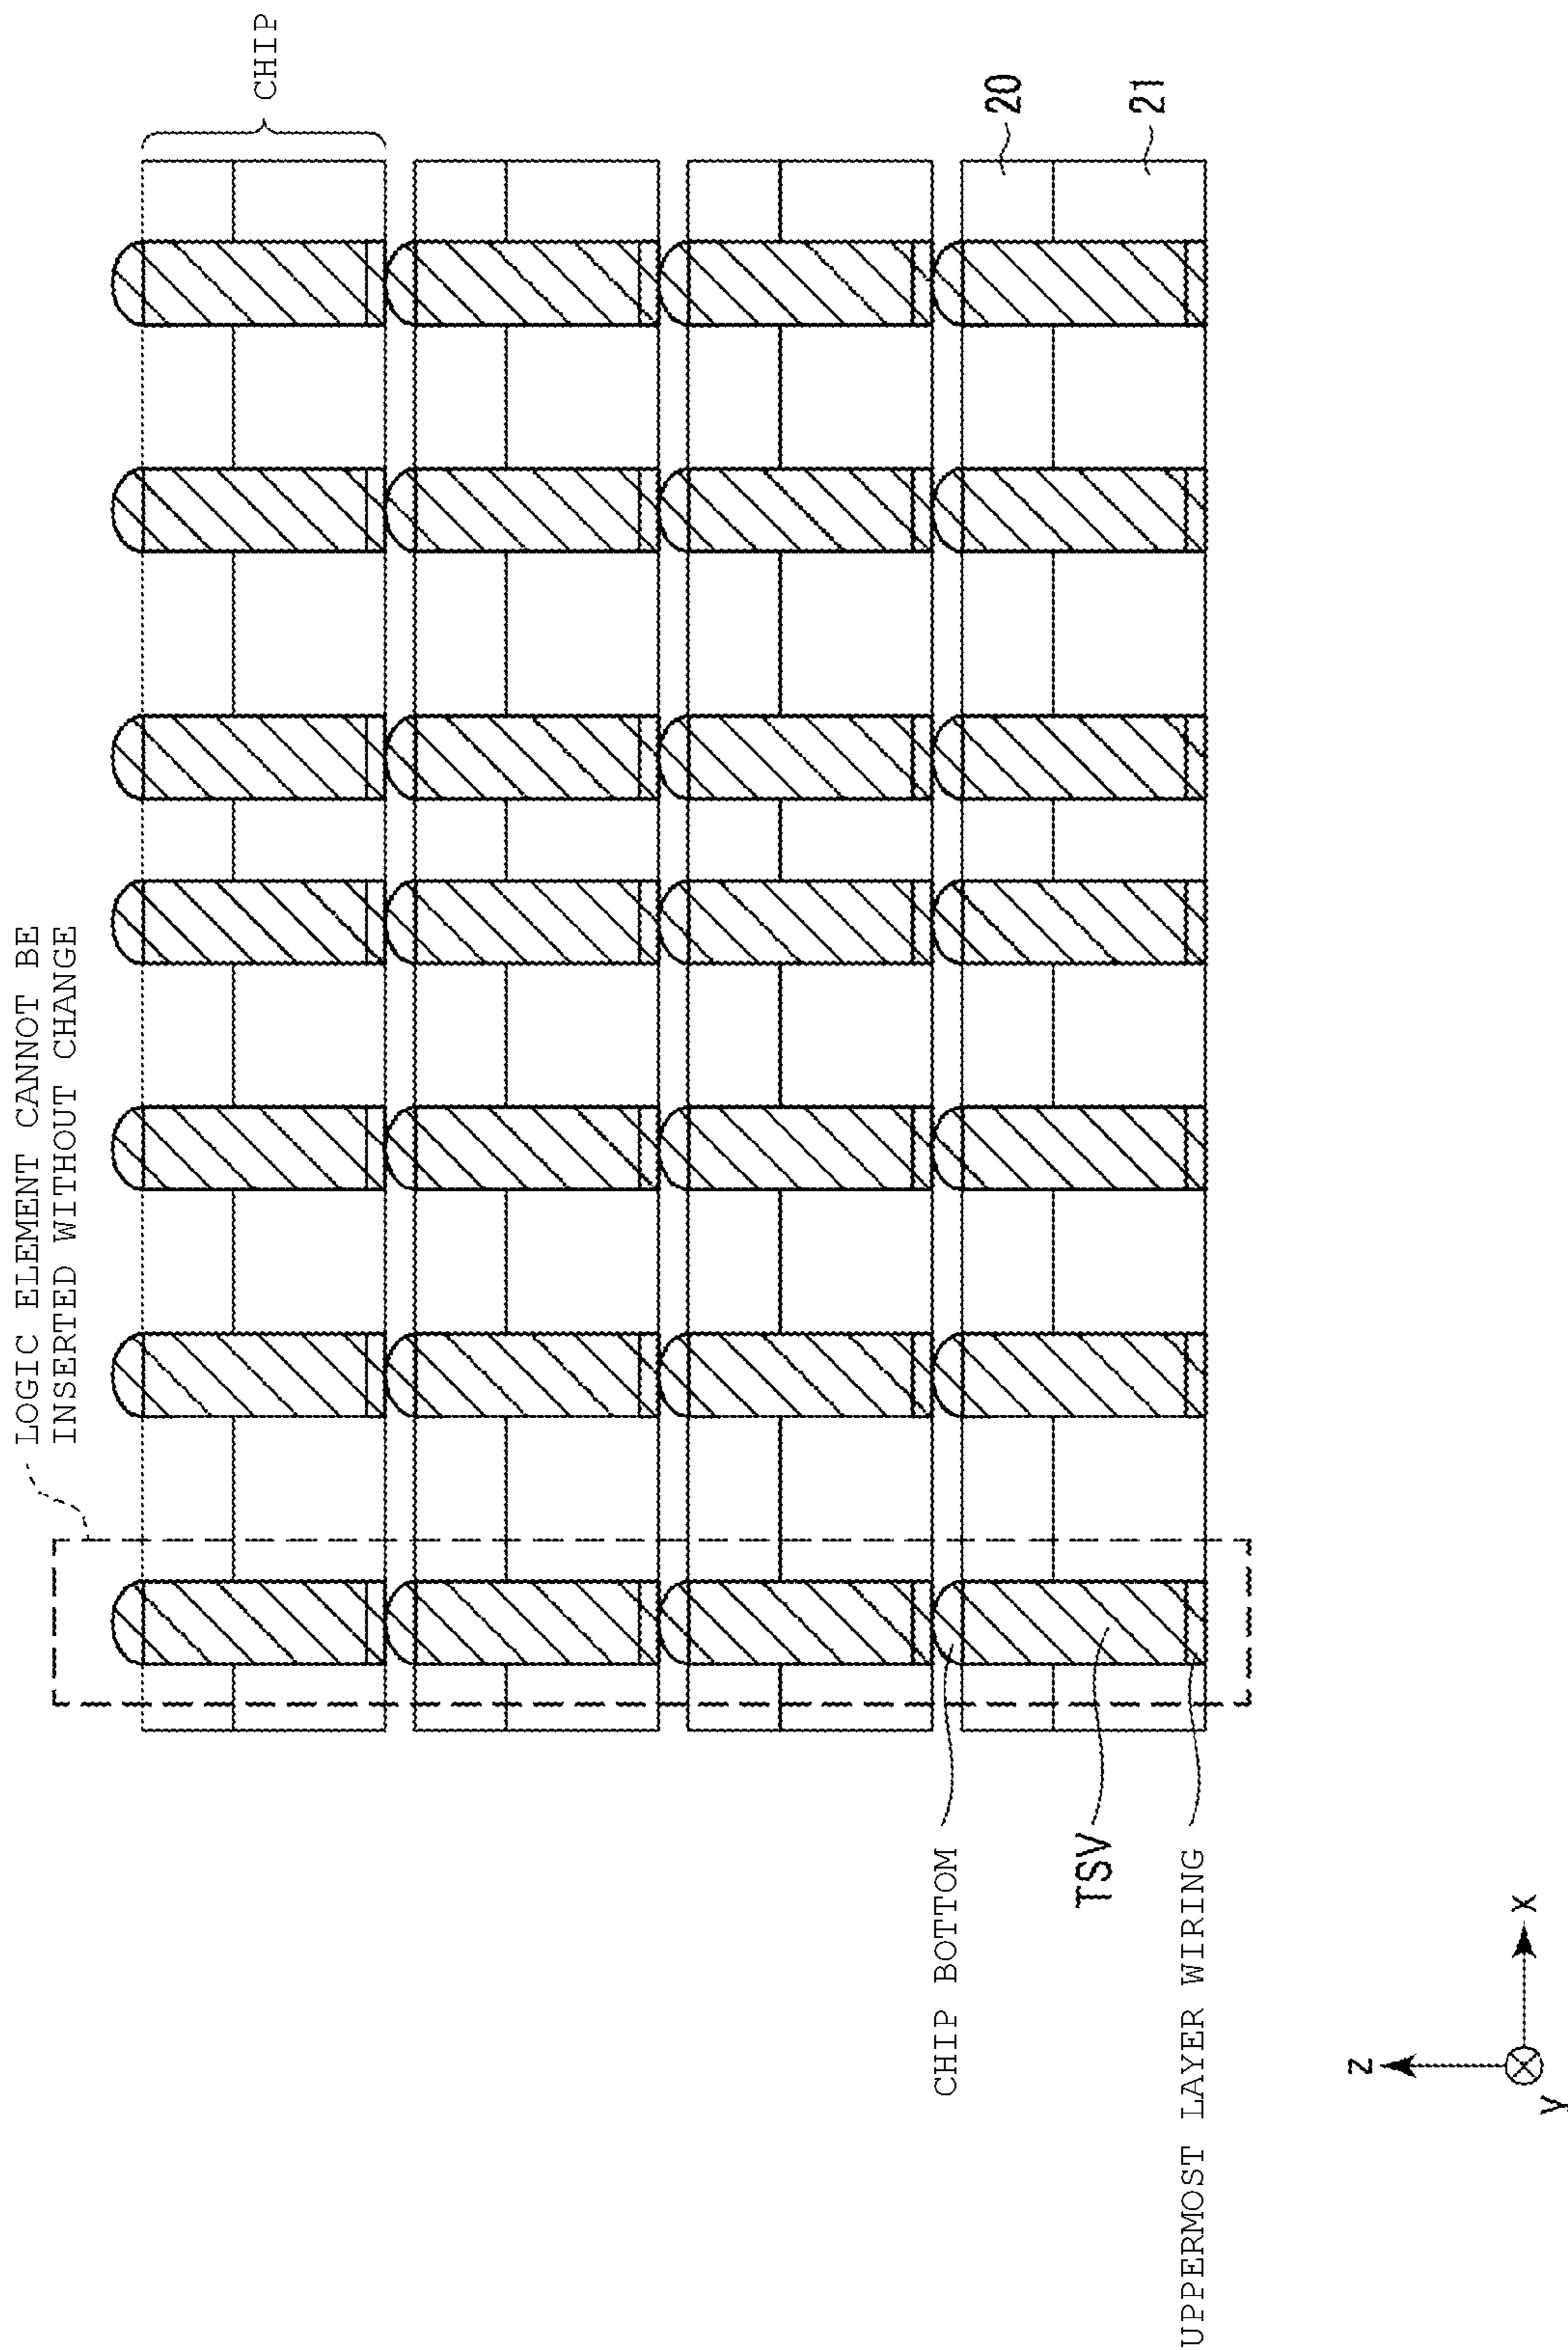 LOGIC ELEMENT CANNOT BE
INSERTED WITHOUT CHANGE
CHIP
20
21
CHIP BOTTOM
TSV
UPPERMOST LAYER WIRING
Z
X
Y